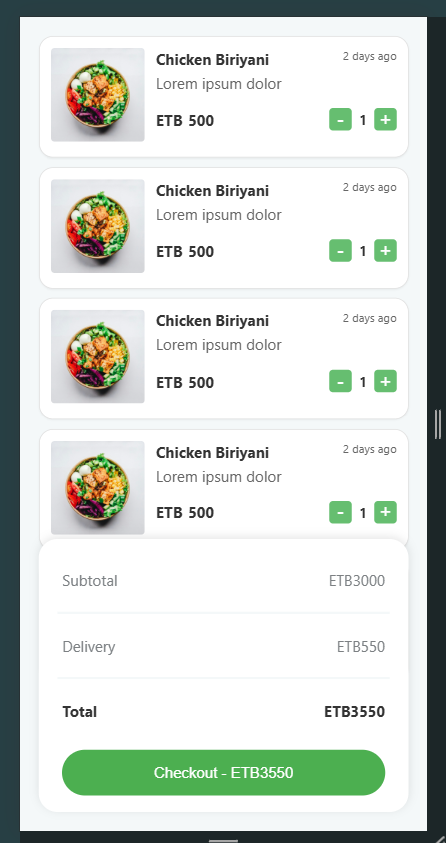 Chicken Biriyani
2 days ago
Lorem ipsum dolor
ETB 500
- 1 +
Chicken Biriyani
2 days ago
Lorem ipsum dolor
ETB 500
- 1 +
Chicken Biriyani
2 days ago
Lorem ipsum dolor
ETB 500
- 1 +
Chicken Biriyani
2 days ago
Lorem ipsum dolor
ETB 500
- 1 +
Subtotal ETB3000
Delivery ETB550
Total ETB3550
Checkout - ETB3550